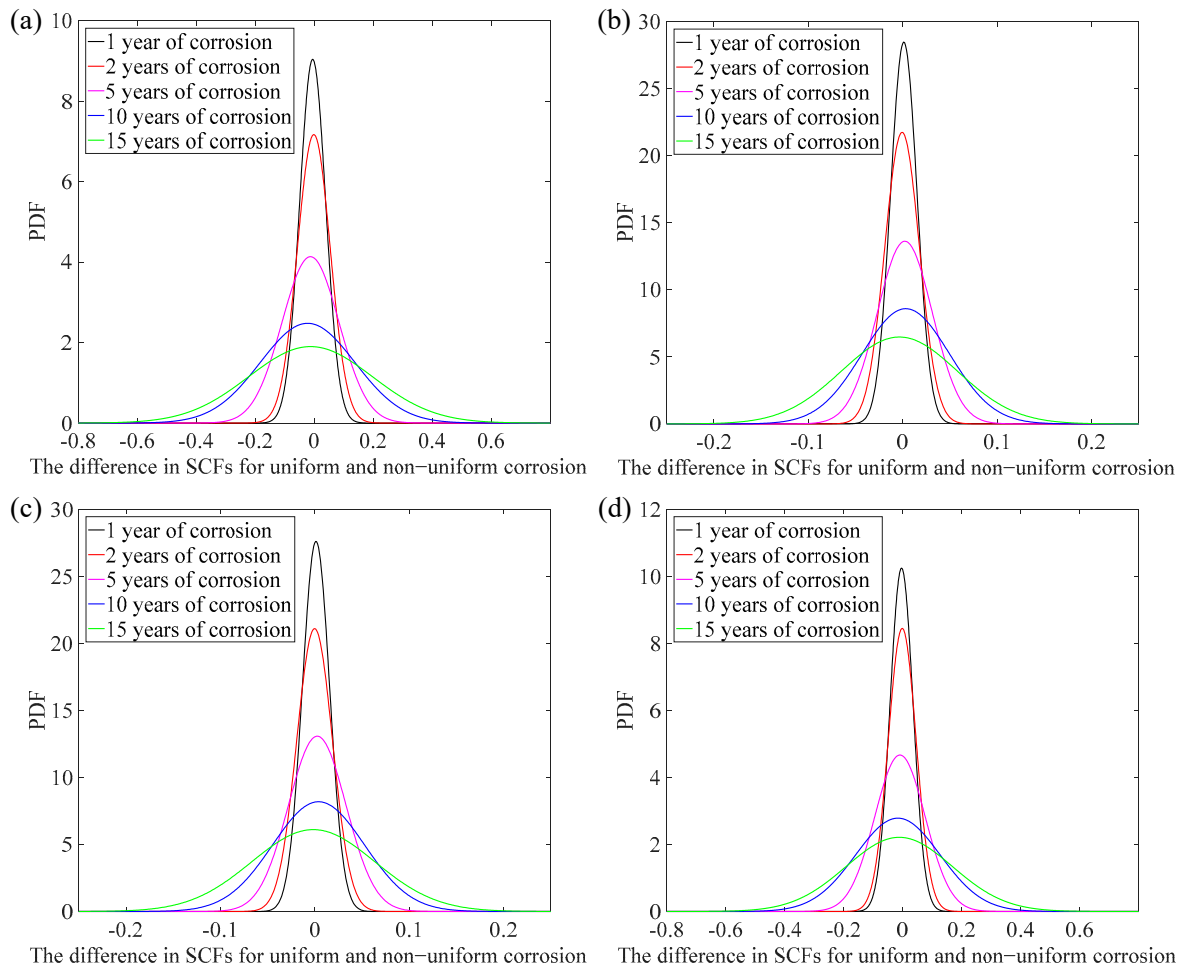 (a)
10
8
6
4
2
0
PDF
1 year of corrosion
2 years of corrosion
5 years of corrosion
10 years of corrosion
15 years of corrosion
-0.8 -0.6 -0.4 -0.2 0 0.2 0.4 0.6
The difference in SCFs for uniform and non−uniform corrosion
(b)
30
25
20
15
10
5
0
PDF
1 year of corrosion
2 years of corrosion
5 years of corrosion
10 years of corrosion
15 years of corrosion
-0.2 -0.1 0 0.1 0.2
The difference in SCFs for uniform and non−uniform corrosion
(c)
30
25
20
15
10
5
0
PDF
1 year of corrosion
2 years of corrosion
5 years of corrosion
10 years of corrosion
15 years of corrosion
-0.2 -0.1 0 0.1 0.2
The difference in SCFs for uniform and non−uniform corrosion
(d)
12
10
8
6
4
2
0
PDF
1 year of corrosion
2 years of corrosion
5 years of corrosion
10 years of corrosion
15 years of corrosion
-0.8 -0.6 -0.4 -0.2 0 0.2 0.4 0.6
The difference in SCFs for uniform and non−uniform corrosion